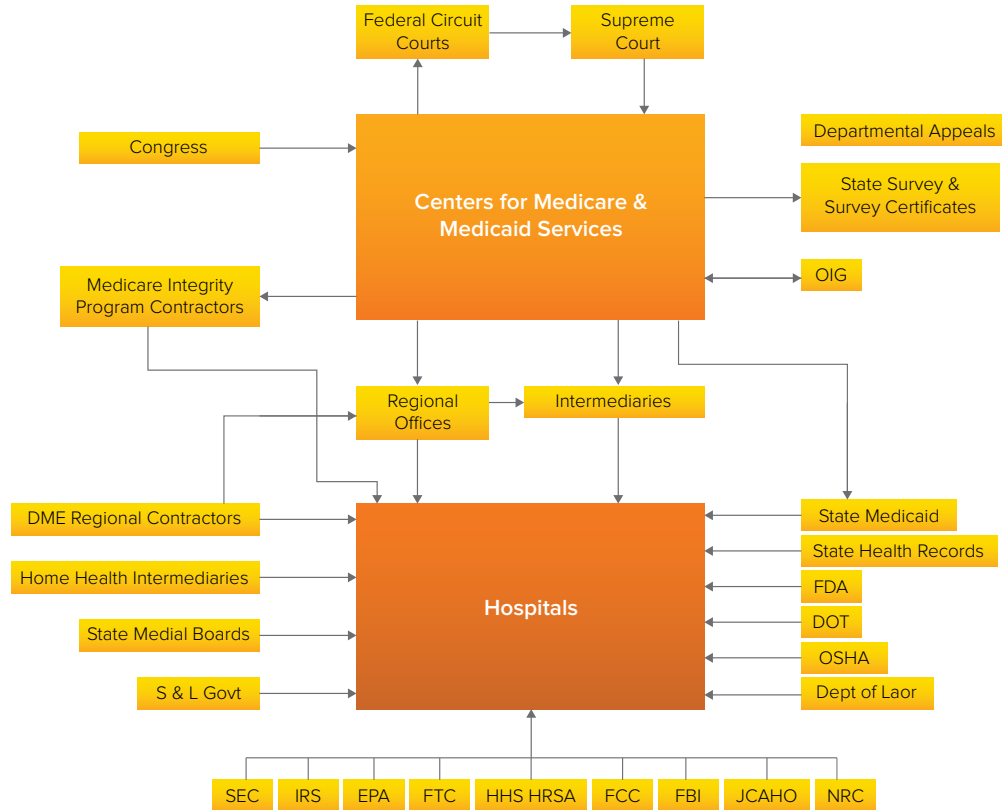 Federal Circuit
Courts
Supreme
Court
Congress
Centers for Medicare &
Medicaid Services
Departmental Appeals
State Survey &
Survey Certificates
OIG
Medicare Integrity
Program Contractors
Regional
Offices
Intermediaries
DME Regional Contractors
Home Health Intermediaries
State Medial Boards
S & L Govt
Hospitals
State Medicaid
State Health Records
FDA
DOT
OSHA
Dept of Laor
SEC
IRS
EPA
FTC
HHS HRSA
FCC
FBI
JCAHO
NRC